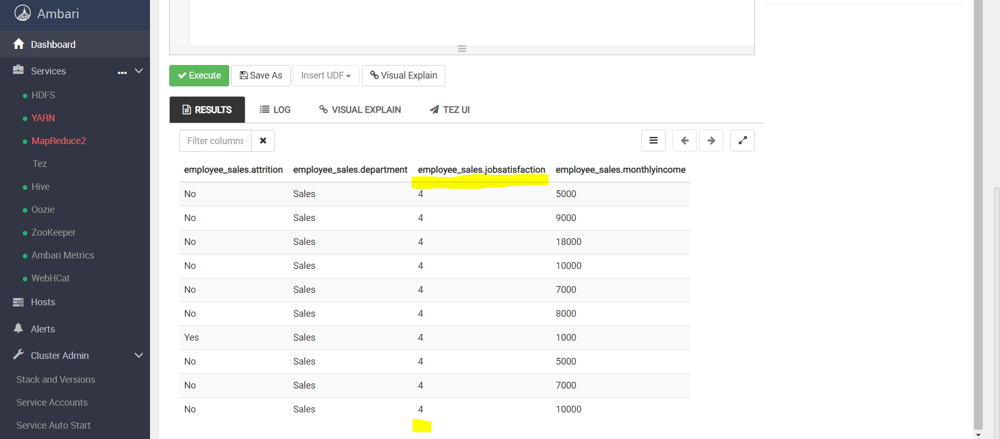 Ambari
Dashboard
Services ...
HDFS
YARN
MapReduce2
Tez
Hive
Oozie
ZooKeeper
Ambari Metrics
WebHCat
Hosts
Alerts
Cluster Admin
Stack and Versions
Service Accounts
Service Auto Start
Execute Save As Insert UDF Visual Explain
RESULTS LOG VISUAL EXPLAIN TEZ UI
Filter columns
employee_sales.attrition employee_sales.department employee_sales.jobsatisfaction employee_sales.monthlyincome
No Sales 4 5000
No Sales 4 9000
No Sales 4 18000
No Sales 4 10000
No Sales 4 7000
No Sales 4 8000
Yes Sales 4 1000
No Sales 4 5000
No Sales 4 7000
No Sales 4 10000